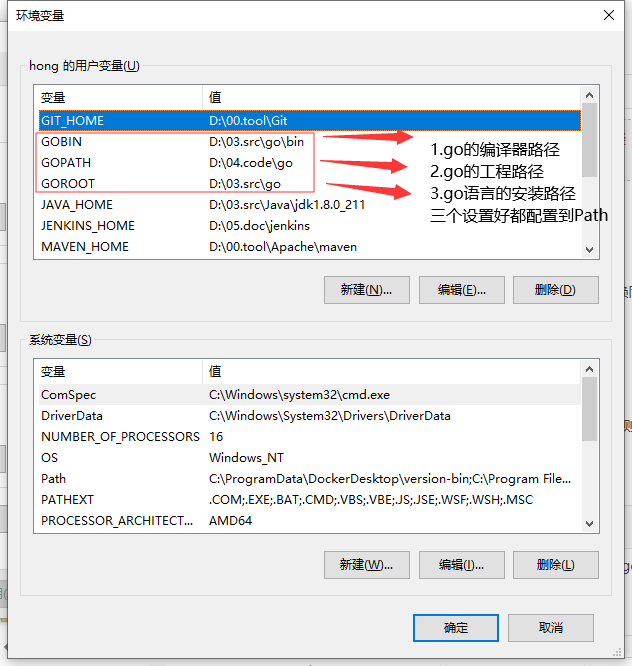 环境变量
hong 的用户变量(U)
变量 值
GIT_HOME D:\00.tool\Git
GOBIN D:\03.src\go\bin
GOPATH D:\04.code\go
GOROOT D:\03.src\go
JAVA_HOME D:\03.src\Java\jdk1.8.0_211
JENKINS_HOME D:\05.doc\jenkins
MAVEN_HOME D:\00.tool\Apache\maven
1.go的编译器路径
2.go的工程路径
3.go语言的安装路径
三个设置好都配置到Path
新建(N)... 编辑(E)... 删除(D)
系统变量(S)
变量 值
ComSpec C:\Windows\system32\cmd.exe
DriverData C:\Windows\System32\Drivers\DriverData
NUMBER_OF_PROCESSORS 16
OS Windows_NT
Path C:\ProgramData\DockerDesktop\version-bin;C:\Program File...
PATHEXT .COM;.EXE;.BAT;.CMD;.VBS;.VBE;.JS;.JSE;.WSF;.WSH;.MSC
PROCESSOR_ARCHITECT... AMD64
新建(W)... 编辑(I)... 删除(L)
确定 取消